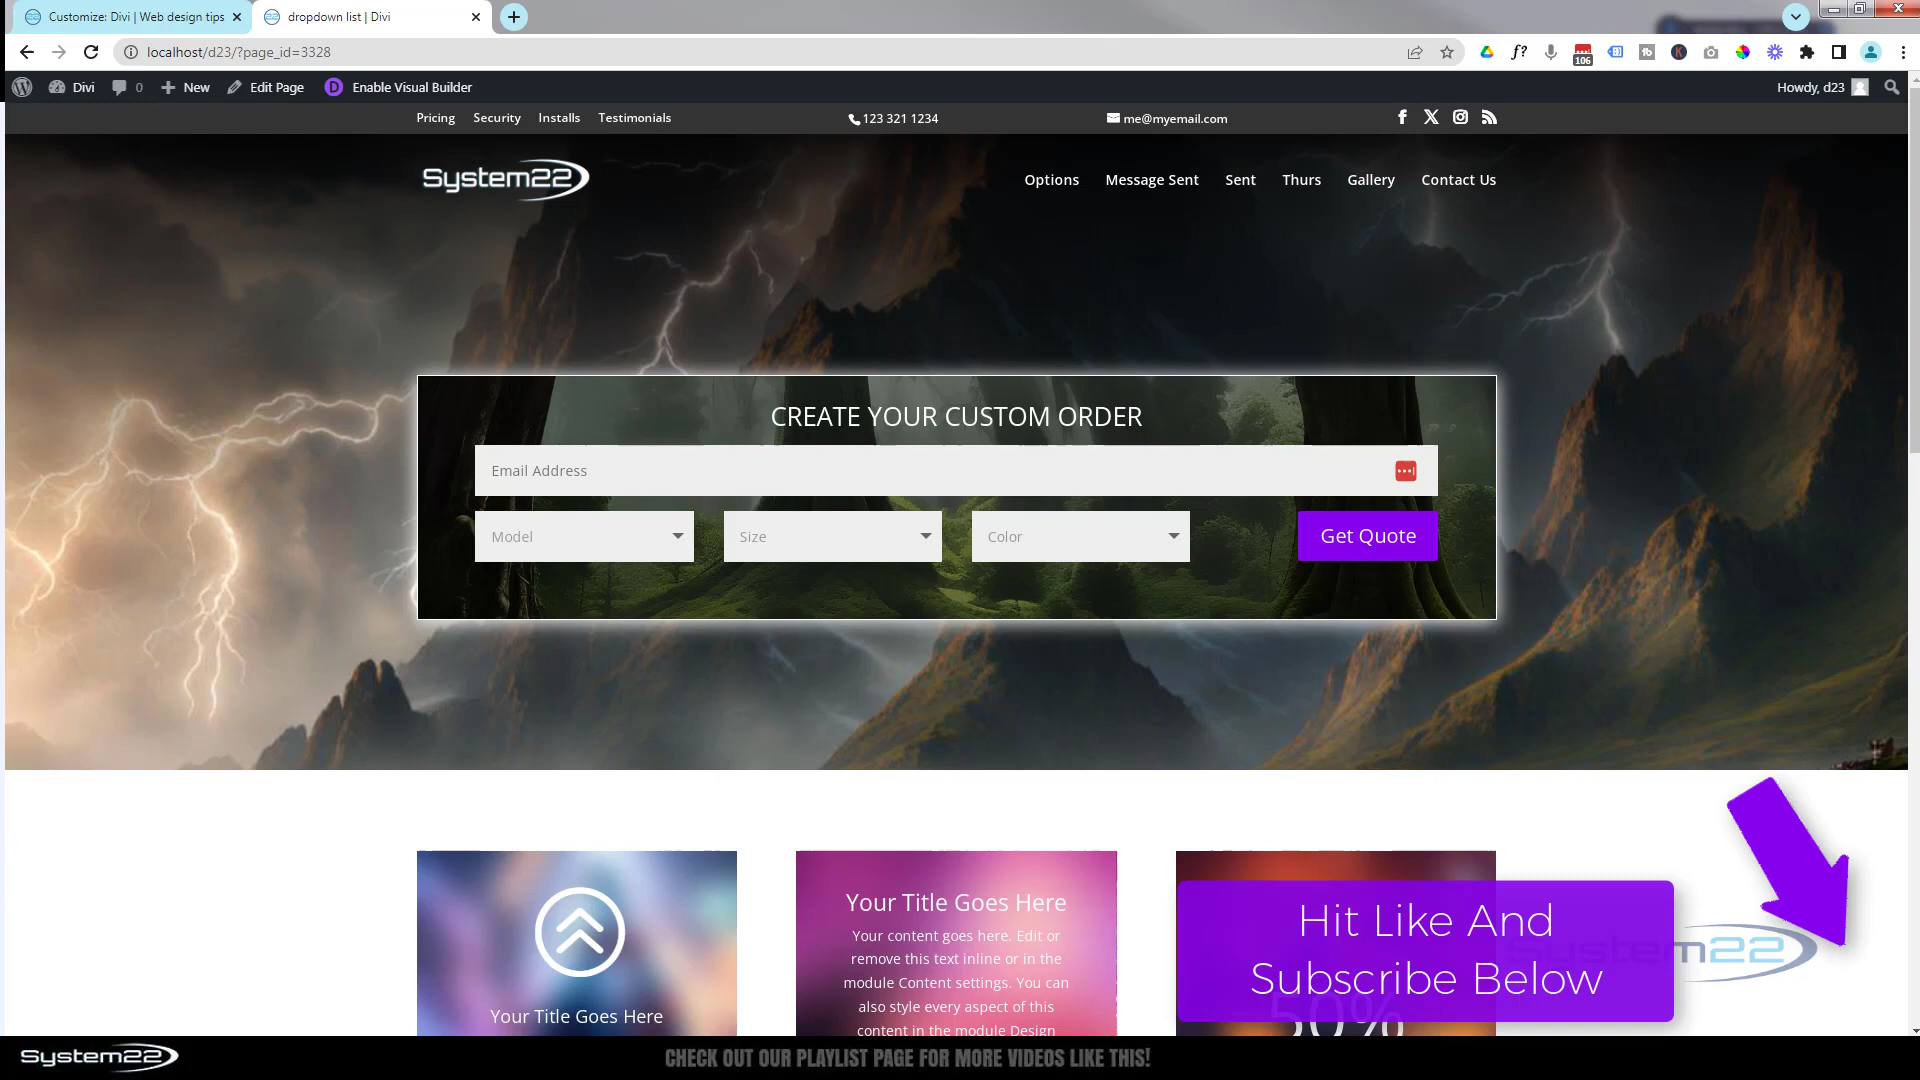 Customize: Divi | Web design tips
dropdown list | Divi
localhost/d23/?page_id=3328
f?
106
Divi
0
New
Edit Page
D
Enable Visual Builder
Howdy, d23
Pricing
Security
Installs
Testimonials
123 321 1234
me@myemail.com
System22
Options
Message Sent
Sent
Thurs
Gallery
Contact Us
CREATE YOUR CUSTOM ORDER
Email Address
Model
Size
Color
Get Quote
Your Title Goes Here
Your Title Goes Here
Your content goes here. Edit or
remove this text inline or in the
module Content settings. You can
also style every aspect of this
content in the module Design
50%
Hit Like And
Subscribe Below
System22
System22
CHECK OUT OUR PLAYLIST PAGE FOR MORE VIDEOS LIKE THIS!